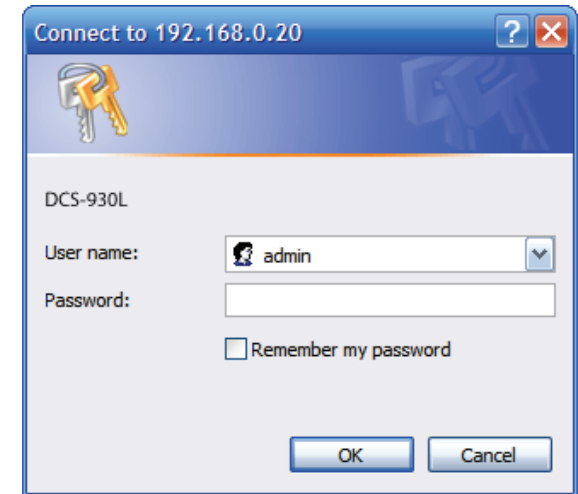 Connect to 192.168.0.20
?
DCS-930L
User name: admin
Password:
Remember my password
OK Cancel